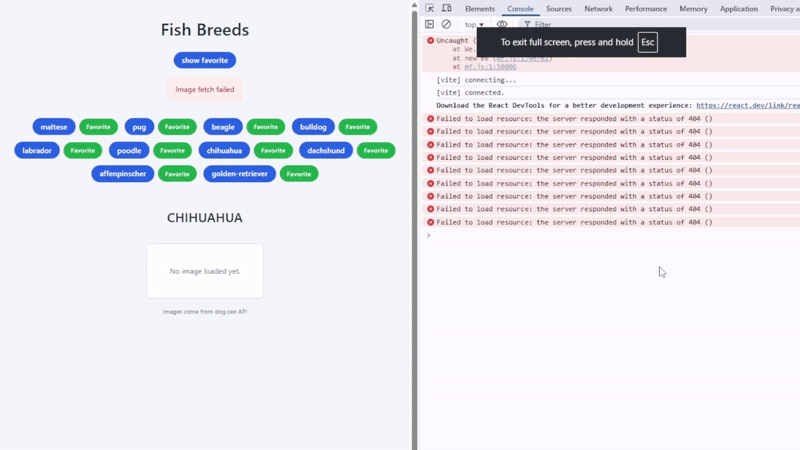 Fish Breeds
show favorite
Image fetch failed
maltese Favorite pug Favorite beagle Favorite bulldog Favorite
labrador Favorite poodle Favorite chihuahua Favorite dachshund Favorite
affenpinscher Favorite golden-retriever Favorite
CHIHUAHUA
No image loaded yet.
Images come from dog.ceo API
Elements Console Sources Network Performance Memory Application Privacy a
top Filter
To exit full screen, press and hold Esc
Uncaught (
at We.
at new
at mf.js:1:50006
[vite] connecting...
[vite] connected.
Download the React DevTools for a better development experience: https://react.dev/link/rea
Failed to load resource: the server responded with a status of 404 ()
Failed to load resource: the server responded with a status of 404 ()
Failed to load resource: the server responded with a status of 404 ()
Failed to load resource: the server responded with a status of 404 ()
Failed to load resource: the server responded with a status of 404 ()
Failed to load resource: the server responded with a status of 404 ()
Failed to load resource: the server responded with a status of 404 ()
Failed to load resource: the server responded with a status of 404 ()
Failed to load resource: the server responded with a status of 404 ()